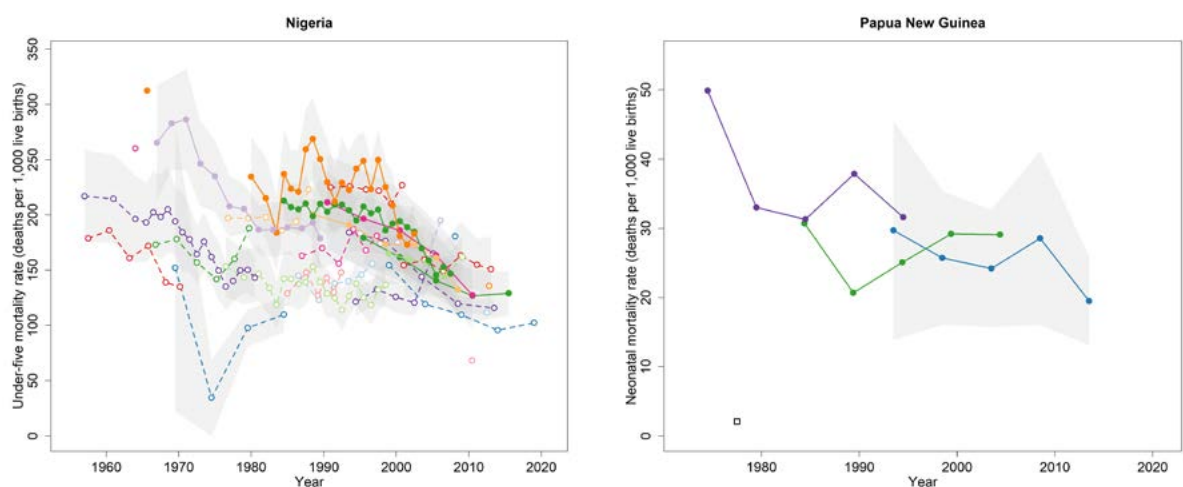 Nigeria
Under-five mortality rate (deaths per 1,000 live births)
350
300
250
200
150
100
50
0
1960 1970 1980 1990 2000 2010 2020
Year
Papua New Guinea
Neonatal mortality rate (deaths per 1,000 live births)
50
40
30
20
10
0
1980 1990 2000 2010 2020
Year